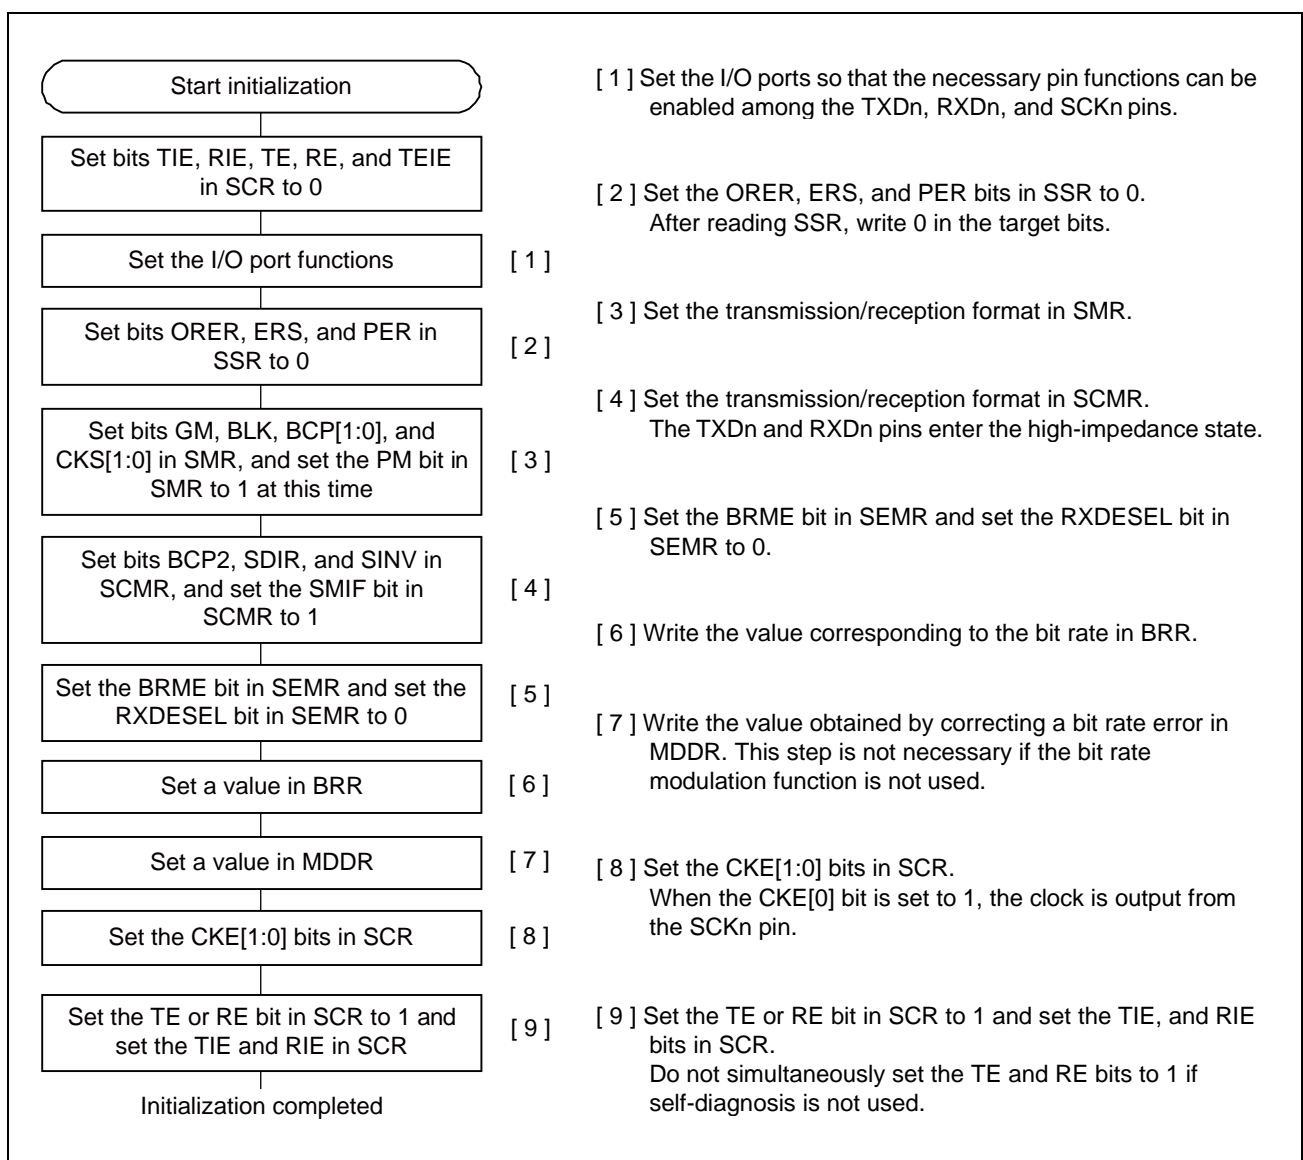 Start initialization
Set bits TIE, RIE, TE, RE, and TEIE
in SCR to 0
Set the I/O port functions
[ 1 ]
Set bits ORER, ERS, and PER in
SSR to 0
[ 2 ]
Set bits GM, BLK, BCP[1:0], and
CKS[1:0] in SMR, and set the PM bit in
SMR to 1 at this time
[ 3 ]
Set bits BCP2, SDIR, and SINV in
SCMR, and set the SMIF bit in
SCMR to 1
[ 4 ]
Set the BRME bit in SEMR and set the
RXDESEL bit in SEMR to 0
[ 5 ]
Set a value in BRR
[ 6 ]
Set a value in MDDR
[ 7 ]
Set the CKE[1:0] bits in SCR
[ 8 ]
Set the TE or RE bit in SCR to 1 and
set the TIE and RIE in SCR
[ 9 ]
Initialization completed
[ 1 ] Set the I/O ports so that the necessary pin functions can be
enabled among the TXDn, RXDn, and SCKn pins.
[ 2 ] Set the ORER, ERS, and PER bits in SSR to 0.
After reading SSR, write 0 in the target bits.
[ 3 ] Set the transmission/reception format in SMR.
[ 4 ] Set the transmission/reception format in SCMR.
The TXDn and RXDn pins enter the high-impedance state.
[ 5 ] Set the BRME bit in SEMR and set the RXDESEL bit in
SEMR to 0.
[ 6 ] Write the value corresponding to the bit rate in BRR.
[ 7 ] Write the value obtained by correcting a bit rate error in
MDDR. This step is not necessary if the bit rate
modulation function is not used.
[ 8 ] Set the CKE[1:0] bits in SCR.
When the CKE[0] bit is set to 1, the clock is output from
the SCKn pin.
[ 9 ] Set the TE or RE bit in SCR to 1 and set the TIE, and RIE
bits in SCR.
Do not simultaneously set the TE and RE bits to 1 if
self-diagnosis is not used.